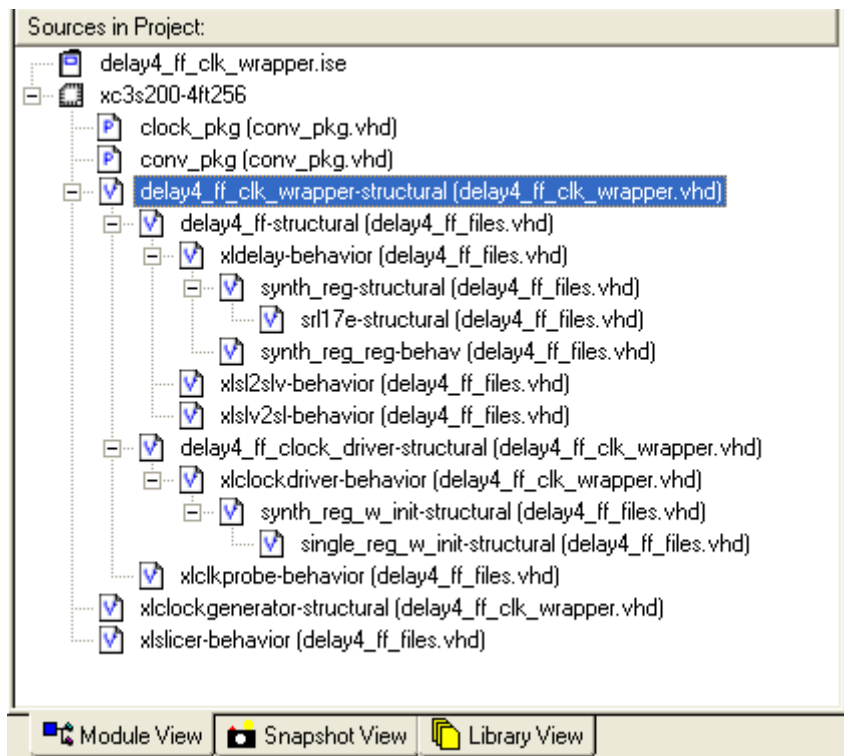 Sources in Project:
delay4_ff_clk_wrapper.ise
xc3s200-4ft256
P clock_pkg (conv_pkg.vhd)
P conv_pkg (conv_pkg.vhd)
V delay4_ff_clk_wrapper-structural (delay4_ff_clk_wrapper.vhd)
V delay4_ff-structural (delay4_ff_files.vhd)
V xldelay-behavior (delay4_ff_files.vhd)
V synth_reg-structural (delay4_ff_files.vhd)
V srl17e-structural (delay4_ff_files.vhd)
V synth_reg_reg-behav (delay4_ff_files.vhd)
V xlsl2slv-behavior (delay4_ff_files.vhd)
V xlslv2sl-behavior (delay4_ff_files.vhd)
V delay4_ff_clock_driver-structural (delay4_ff_clk_wrapper.vhd)
V xlclockdriver-behavior (delay4_ff_clk_wrapper.vhd)
V synth_reg_w_init-structural (delay4_ff_files.vhd)
V single_reg_w_init-structural (delay4_ff_files.vhd)
V xlclkprobe-behavior (delay4_ff_files.vhd)
V xlclockgenerator-structural (delay4_ff_clk_wrapper.vhd)
V xlslicer-behavior (delay4_ff_files.vhd)
Module View Snapshot View Library View